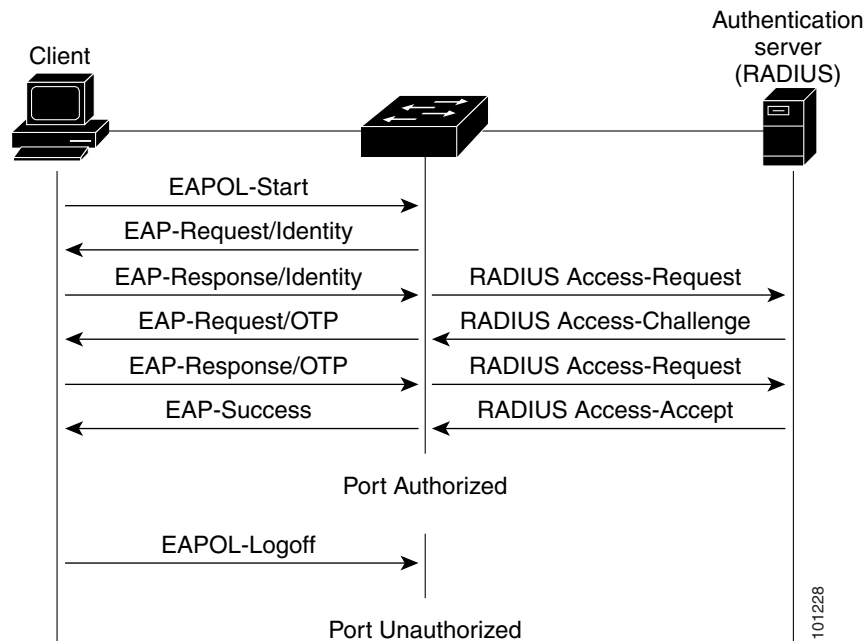 Client
Authentication
server
(RADIUS)
EAPOL-Start
EAP-Request/Identity
EAP-Response/Identity
RADIUS Access-Request
EAP-Request/OTP
RADIUS Access-Challenge
EAP-Response/OTP
RADIUS Access-Request
EAP-Success
RADIUS Access-Accept
Port Authorized
EAPOL-Logoff
Port Unauthorized
101228